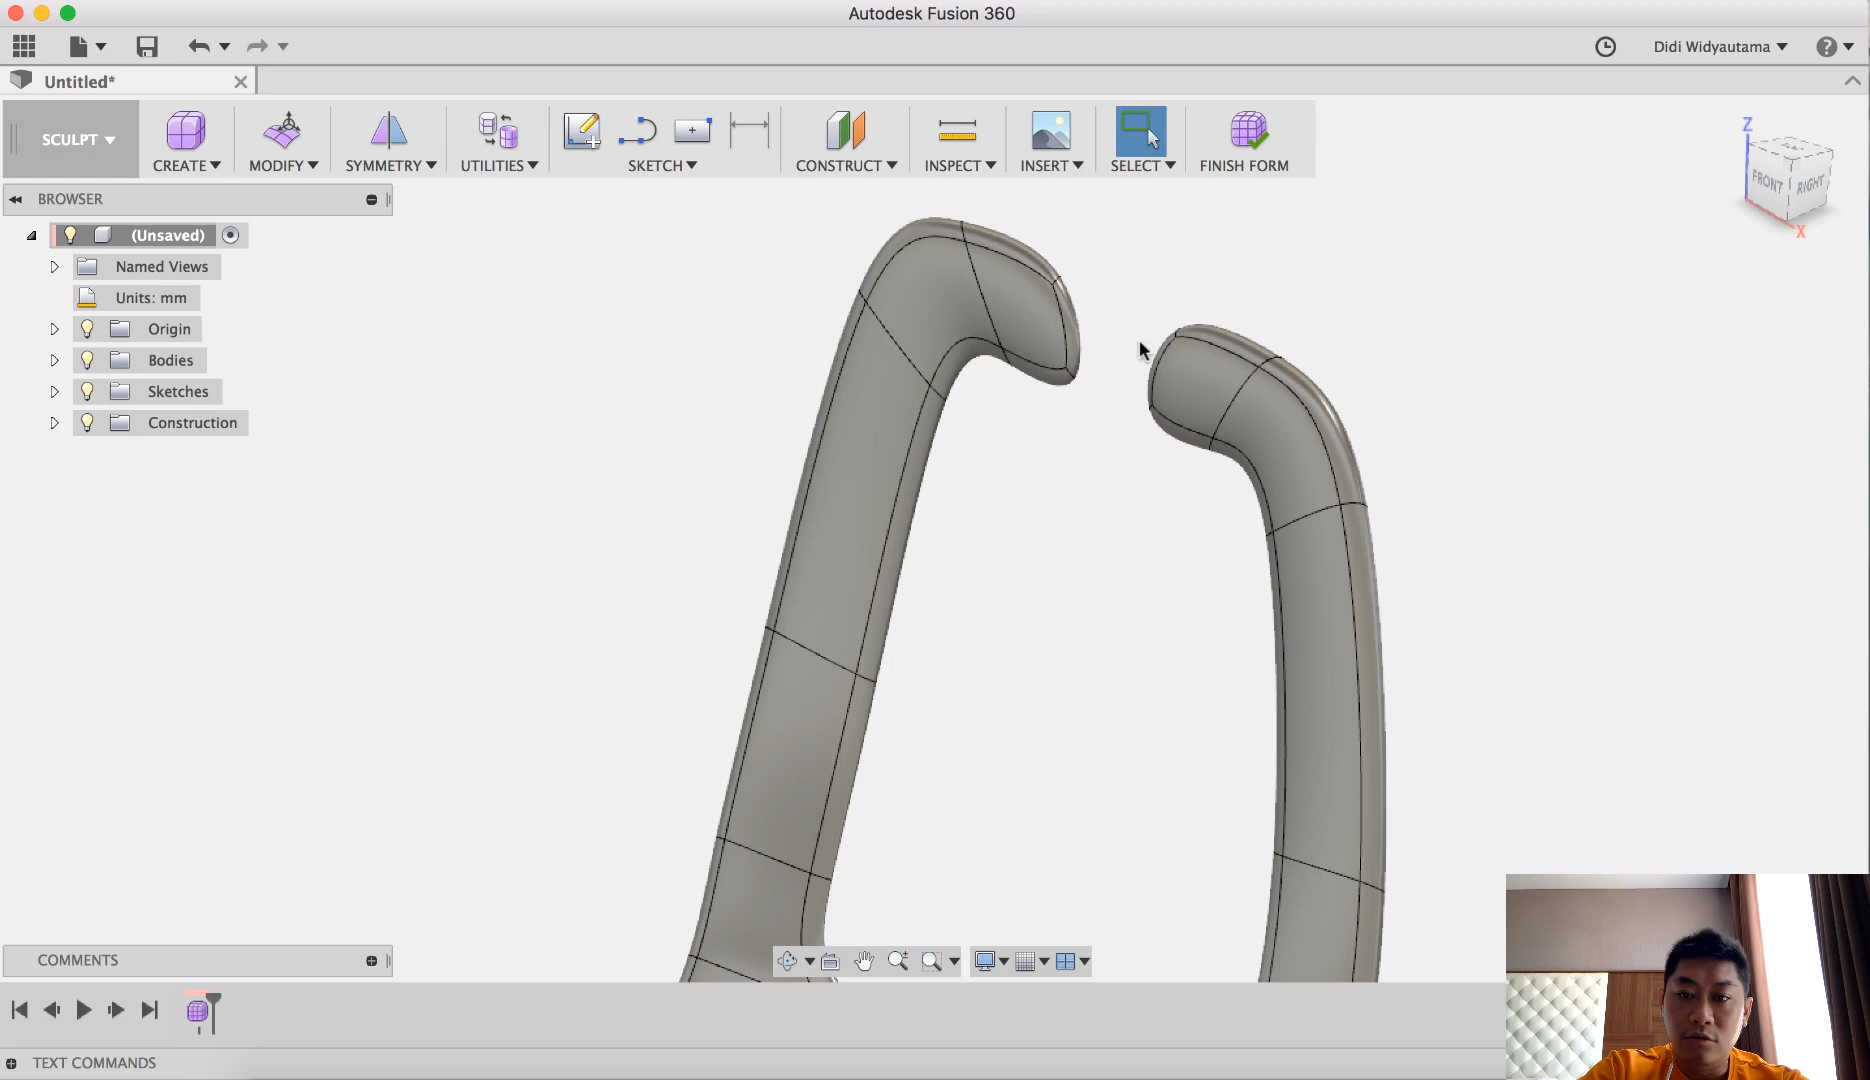 Autodesk Fusion 360
Didi Widyautama
?
Untitled*
SCULPT
CREATE
MODIFY
SYMMETRY
UTILITIES
SKETCH
CONSTRUCT
INSPECT
INSERT
SELECT
FINISH FORM
BROWSER
(Unsaved)
Named Views
Units: mm
Origin
Bodies
Sketches
Construction
Z
FRONT
RIGHT
X
COMMENTS
TEXT COMMANDS